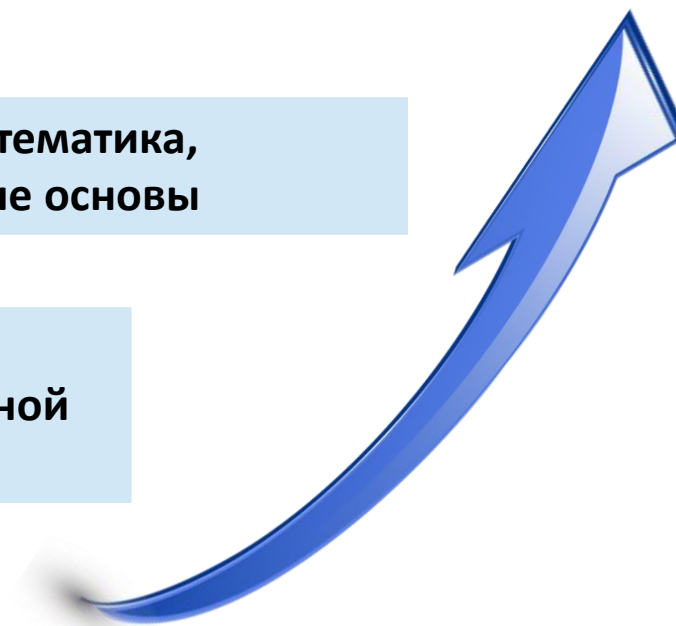 тематика,
ие основы
ной